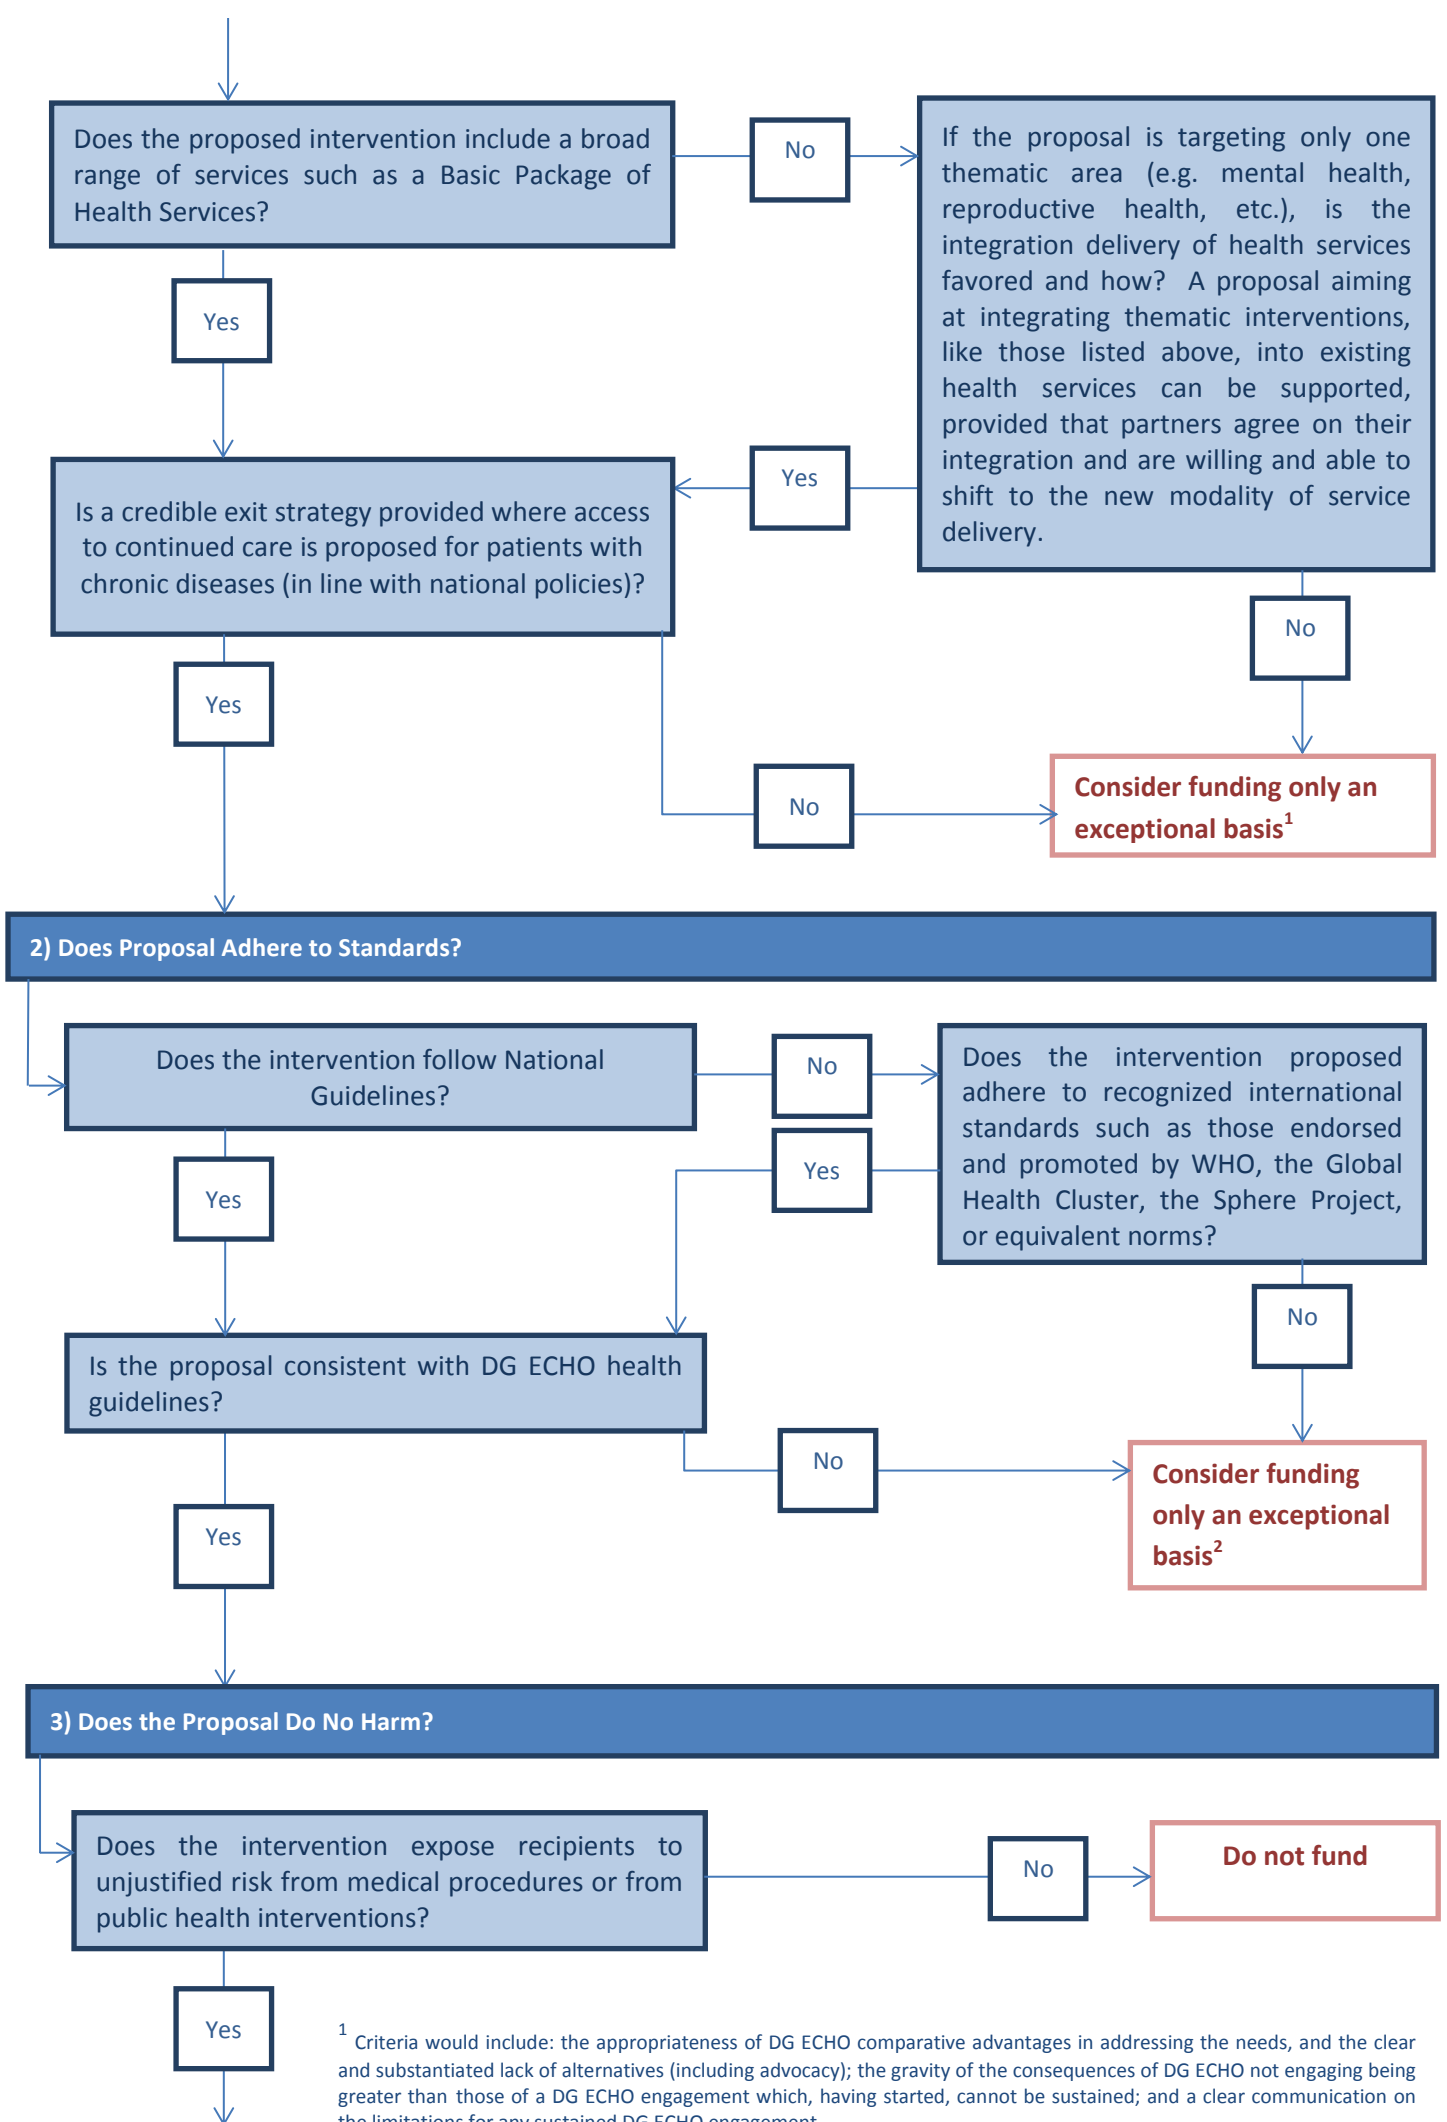 Does the proposed intervention include a broad
range of services such as a Basic Package of
Health Services?
No
If the proposal is targeting only one
thematic area (e.g. mental health,
reproductive health, etc.), is the
integration delivery of health services
favored and how? A proposal aiming
at integrating thematic interventions,
like those listed above, into existing
health services can be supported,
provided that partners agree on their
integration and are willing and able to
shift to the new modality of service
delivery.
Yes
Yes
Is a credible exit strategy provided where access
to continued care is proposed for patients with
chronic diseases (in line with national policies)?
No
Yes
No
Consider funding only an
exceptional basis1
2) Does Proposal Adhere to Standards?
Does the intervention follow National
Guidelines?
No
Does the intervention proposed
adhere to recognized international
standards such as those endorsed
and promoted by WHO, the Global
Health Cluster, the Sphere Project,
or equivalent norms?
Yes
Yes
No
Is the proposal consistent with DG ECHO health
guidelines?
No
Consider funding
only an exceptional
basis2
Yes
3) Does the Proposal Do No Harm?
Does the intervention expose recipients to
unjustified risk from medical procedures or from
public health interventions?
No
Do not fund
Yes
1 Criteria would include: the appropriateness of DG ECHO comparative advantages in addressing the needs, and the clear
and substantiated lack of alternatives (including advocacy); the gravity of the consequences of DG ECHO not engaging being
greater than those of a DG ECHO engagement which, having started, cannot be sustained; and a clear communication on
the limitations for any sustained DG ECHO engagement